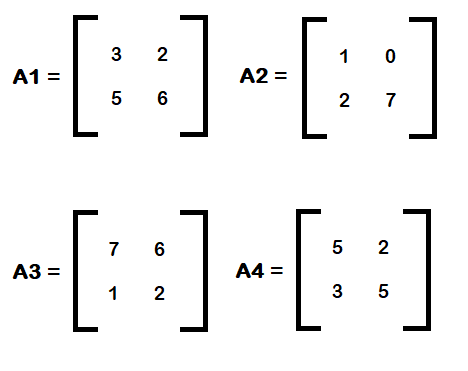 A1 = 3 2 A2 = 1 0
5 6 2 7
A3 = 7 6 A4 = 5 2
1 2 3 5